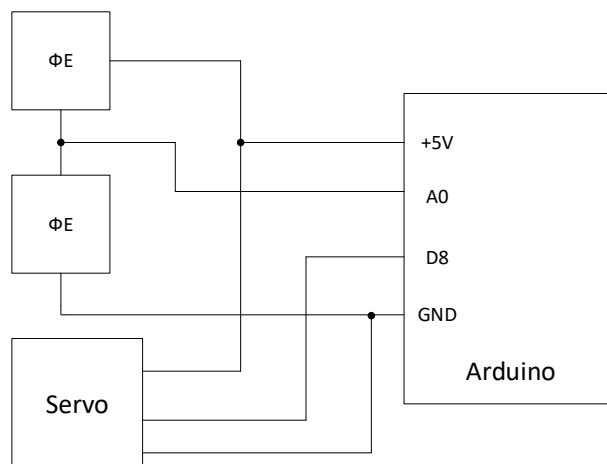 ФЕ
+5V
A0
ФЕ
D8
GND
Servo
Arduino